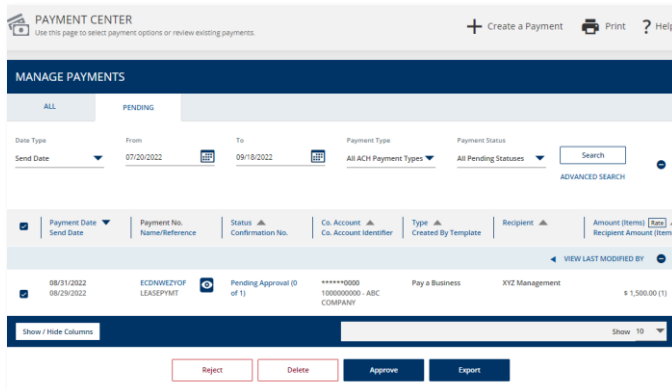 PAYMENT CENTER
Use this page to select payment options or review existing payments.
Create a Payment
Print
? Help
MANAGE PAYMENTS
ALL
PENDING
Date Type
From
To
Payment Type
Payment Status
Send Date
07/20/2022
09/18/2022
All ACH Payment Types
All Pending Statuses
Search
ADVANCED SEARCH
Payment Date
Send Date
Payment No.
Name/Reference
Status
Confirmation No.
Co. Account
Co. Account Identifier
Type
Created By Template
Recipient
Amount (Items) Rate
Recipient Amount (Item
VIEW LAST MODIFIED BY
08/31/2022
08/29/2022
ECDNWEZYOF
LEASEPYMT
Pending Approval (0
of 1)
******0000
1000000000 - ABC
COMPANY
Pay a Business
XYZ Management
$ 1,500.00 (1)
Show / Hide Columns
Show 10
Reject
Delete
Approve
Export